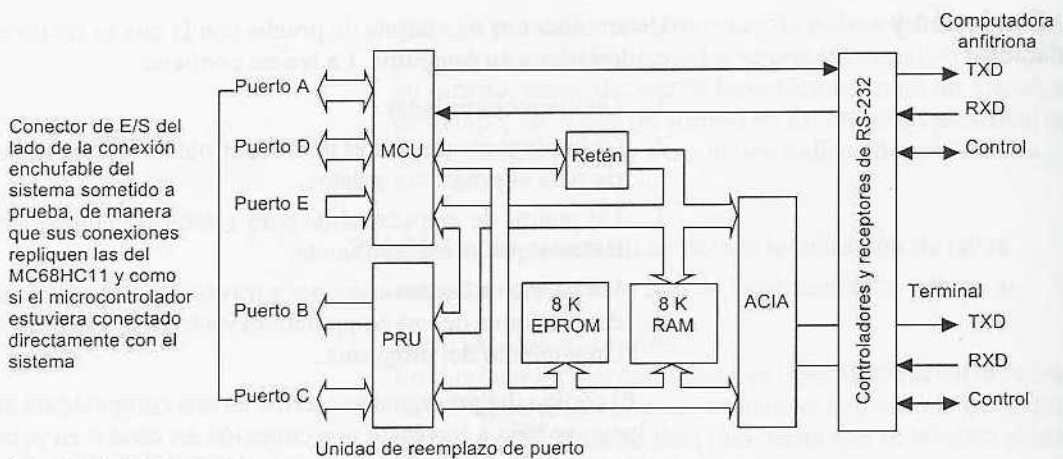 Computadora
anfitriona
Puerto A
TXD
Conector de E/S del
lado de la conexión
enchufable del
sistema sometido a
prueba, de manera
que sus conexiones
repliquen las del
MC68HC11 y como
si el microcontrolador
estuviera conectado
directamente con el
sistema
RXD
Puerto D
MCU
Retén
Control
Puerto E
Controladores y receptores de RS-232
Puerto B
PRU
8 K
EPROM
8 K
RAM
ACIA
Terminal
TXD
RXD
Puerto C
Control
Unidad de reemplazo de puerto